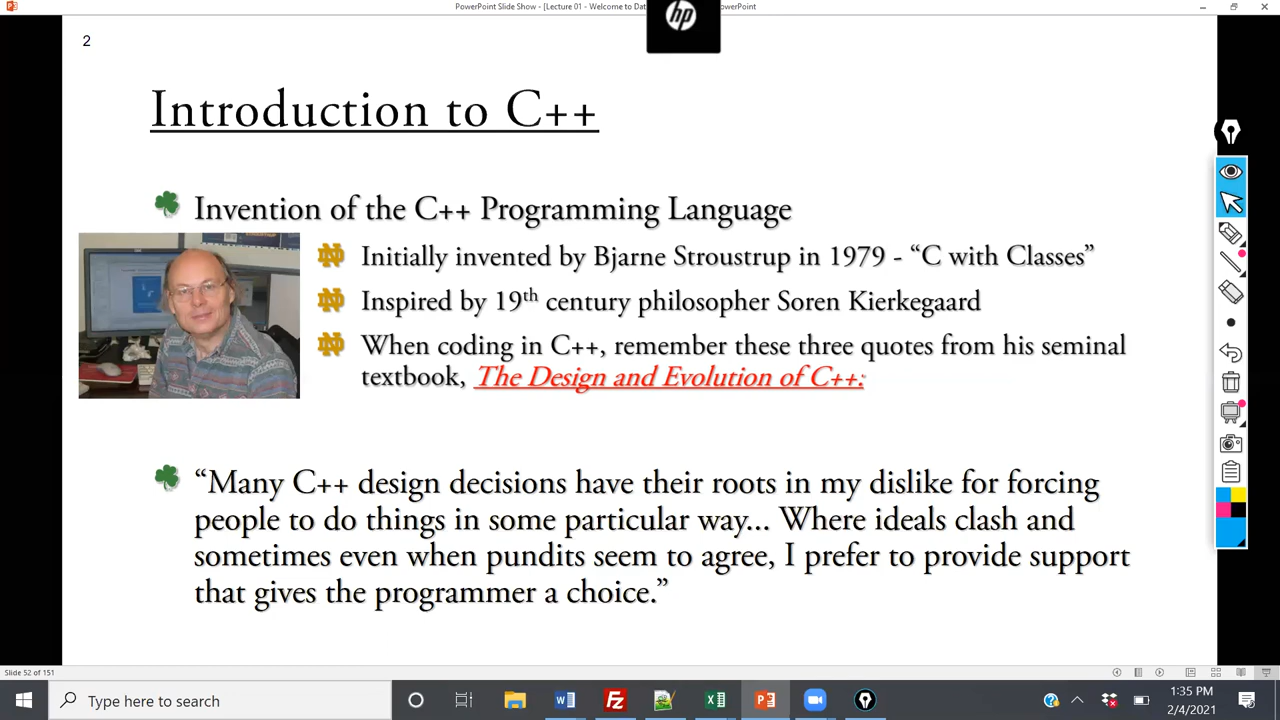 PowerPoint Slide Show - [Lecture 01 - Welcome to Dat
owerPoint
hp
2
Introduction to C++
Invention of the C++ Programming Language
Initially invented by Bjarne Stroustrup in 1979 - “C with Classes”
Inspired by 19th century philosopher Soren Kierkegaard
When coding in C++, remember these three quotes from his seminal
textbook, The Design and Evolution of C++:
“Many C++ design decisions have their roots in my dislike for forcing
people to do things in some particular way... Where ideals clash and
sometimes even when pundits seem to agree, I prefer to provide support
that gives the programmer a choice.”
Slide 52 of 151
Type here to search
1:35 PM
2/4/2021